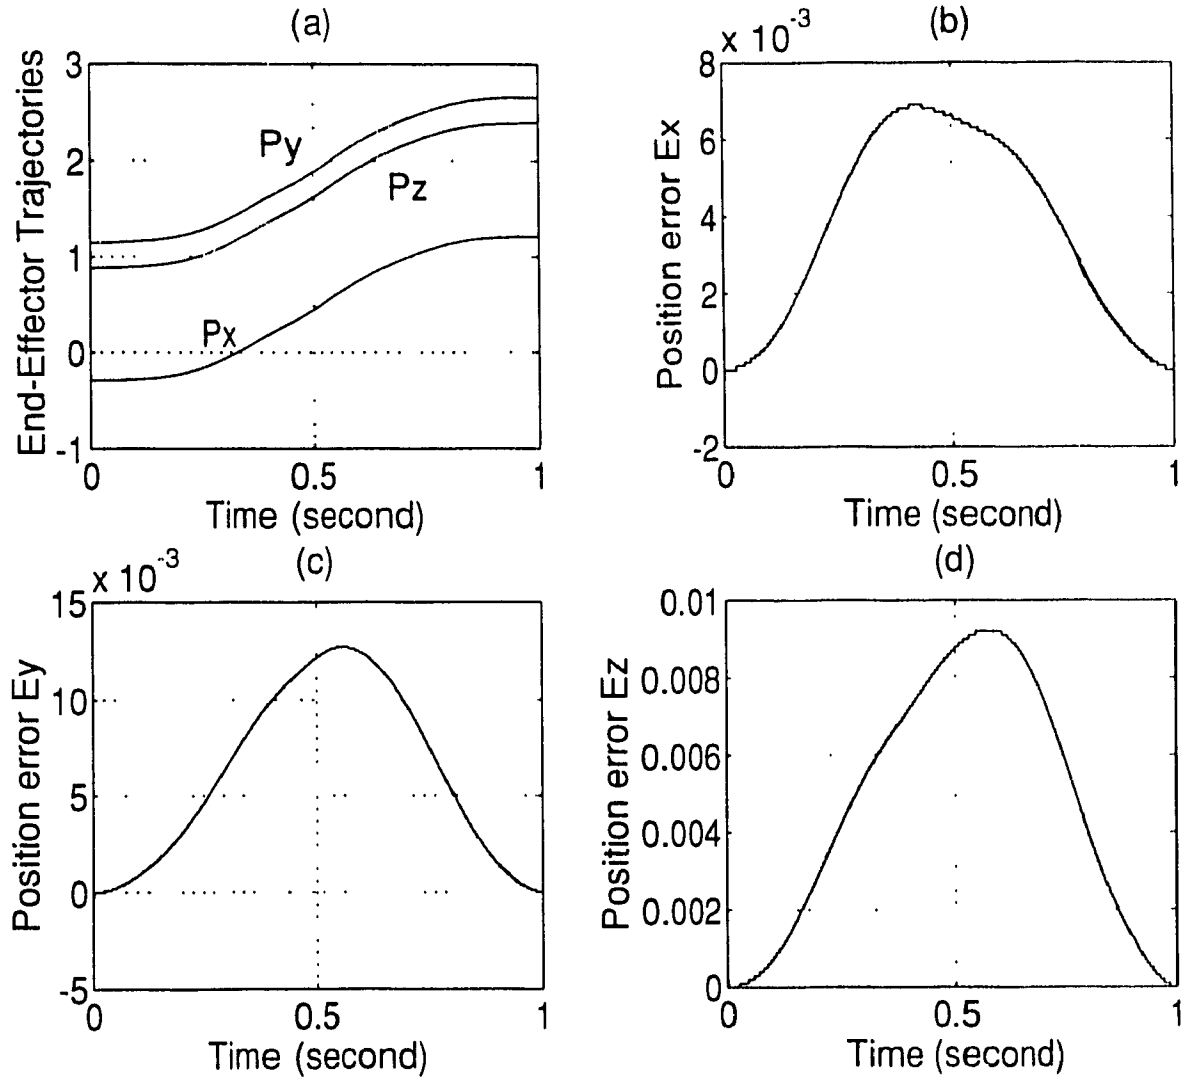 (a)
End-Effector Trajectories
3
2
1
0
-1
Py
Pz
Px
0
0.5
1
Time (second)
(b)
x 10-3
Position error Ex
8
6
4
2
0
-2
0
0.5
1
Time (second)
(c)
x 10-3
Position error Ey
15
10
5
0
-5
0
0.5
1
Time (second)
(d)
Position error Ez
0.01
0.008
0.006
0.004
0.002
0
0
0.5
1
Time (second)